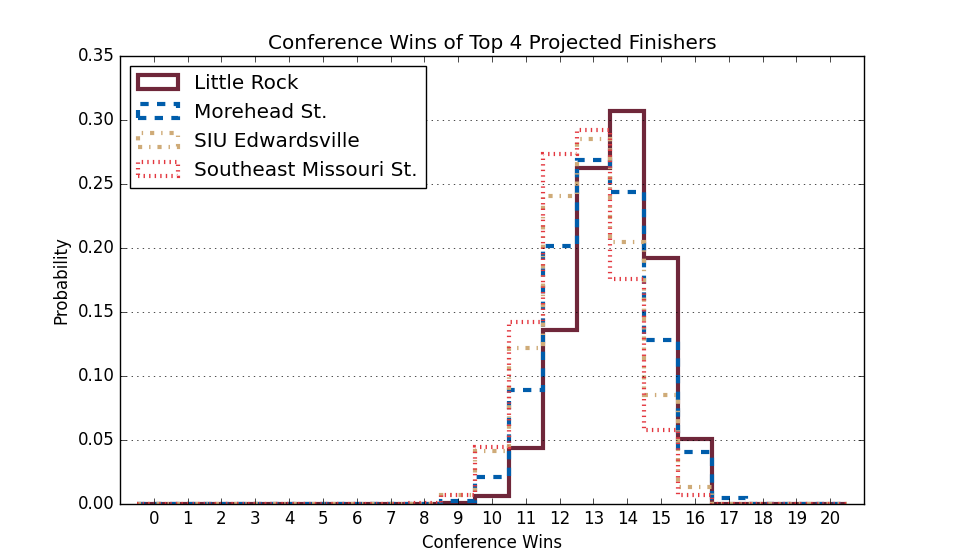 Conference Wins of Top 4 Projected Finishers
Little Rock
Morehead St.
SIU Edwardsville
Southeast Missouri St.
0.35
0.30
0.25
0.20
0.15
0.10
0.05
0.00
Probability
0 1 2 3 4 5 6 7 8 9 10 11 12 13 14 15 16 17 18 19 20
Conference Wins